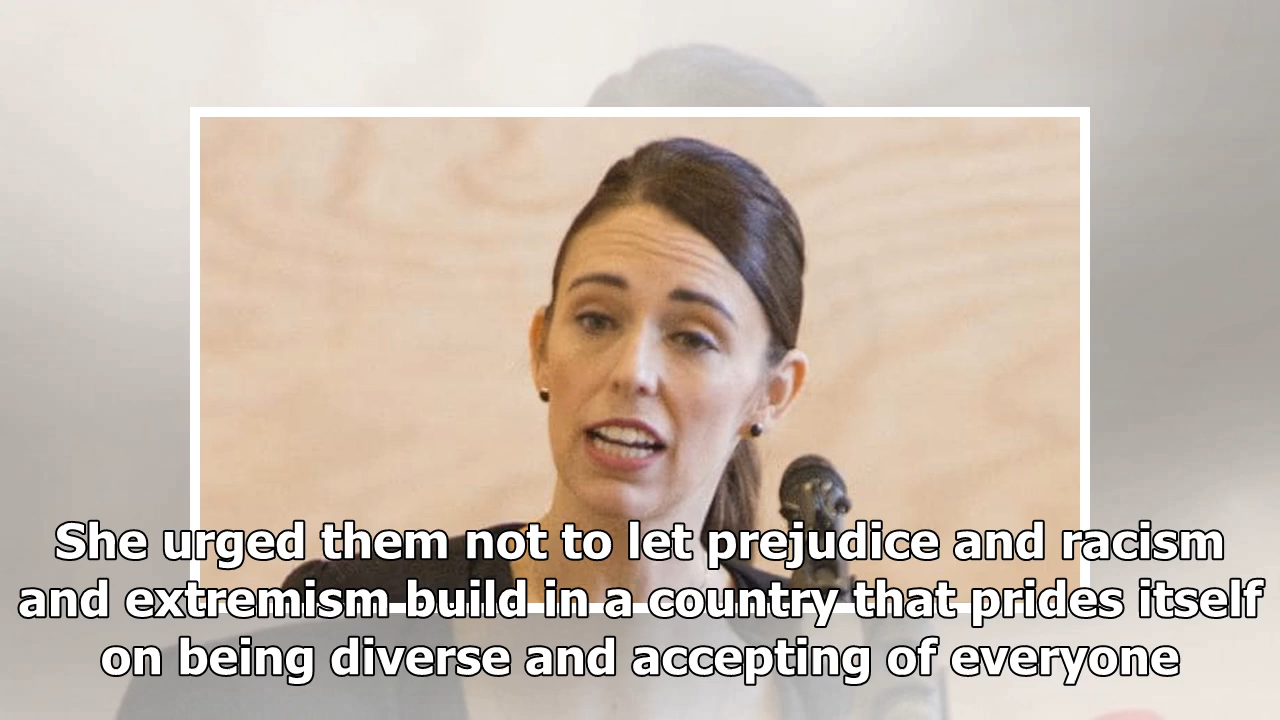 She urged them not to let prejudice and racism
and extremism build in a country that prides itself
on being diverse and accepting of everyone